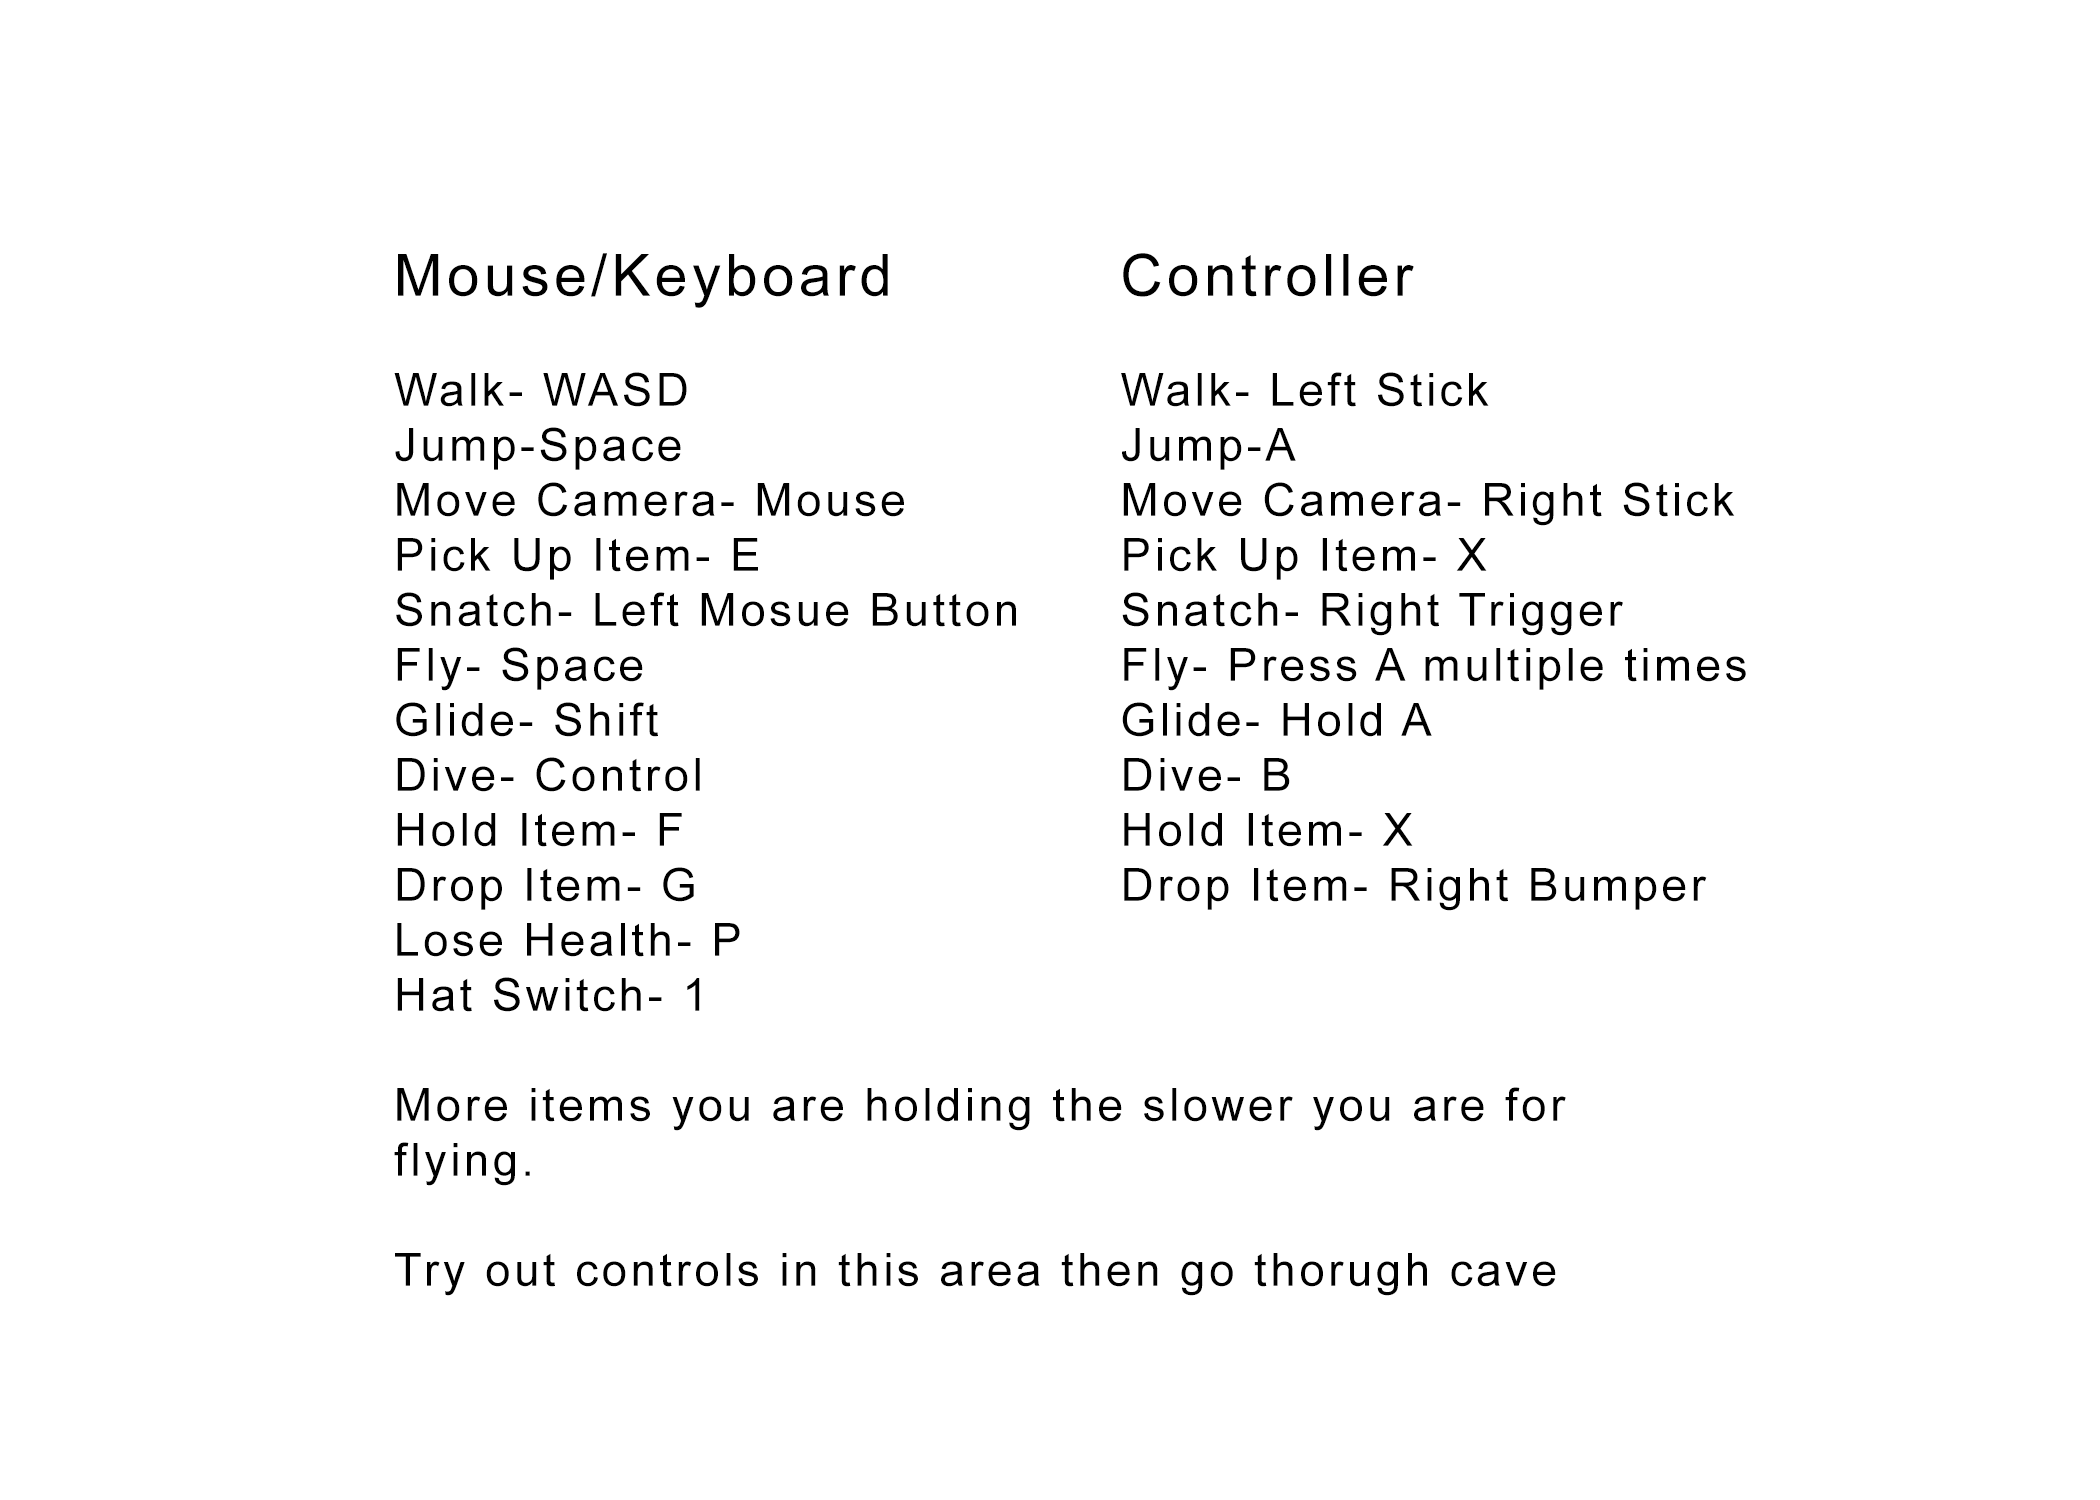 Mouse/Keyboard
Walk- WASD
Jump-Space
Move Camera- Mouse
Pick Up Item- E
Snatch- Left Mosue Button
Fly- Space
Glide- Shift
Dive- Control
Hold Item- F
Drop Item- G
Lose Health- P
Hat Switch- 1
Controller
Walk- Left Stick
Jump-A
Move Camera- Right Stick
Pick Up Item- X
Snatch- Right Trigger
Fly- Press A multiple times
Glide- Hold A
Dive- B
Hold Item- X
Drop Item- Right Bumper
More items you are holding the slower you are for
flying.
Try out controls in this area then go thorugh cave